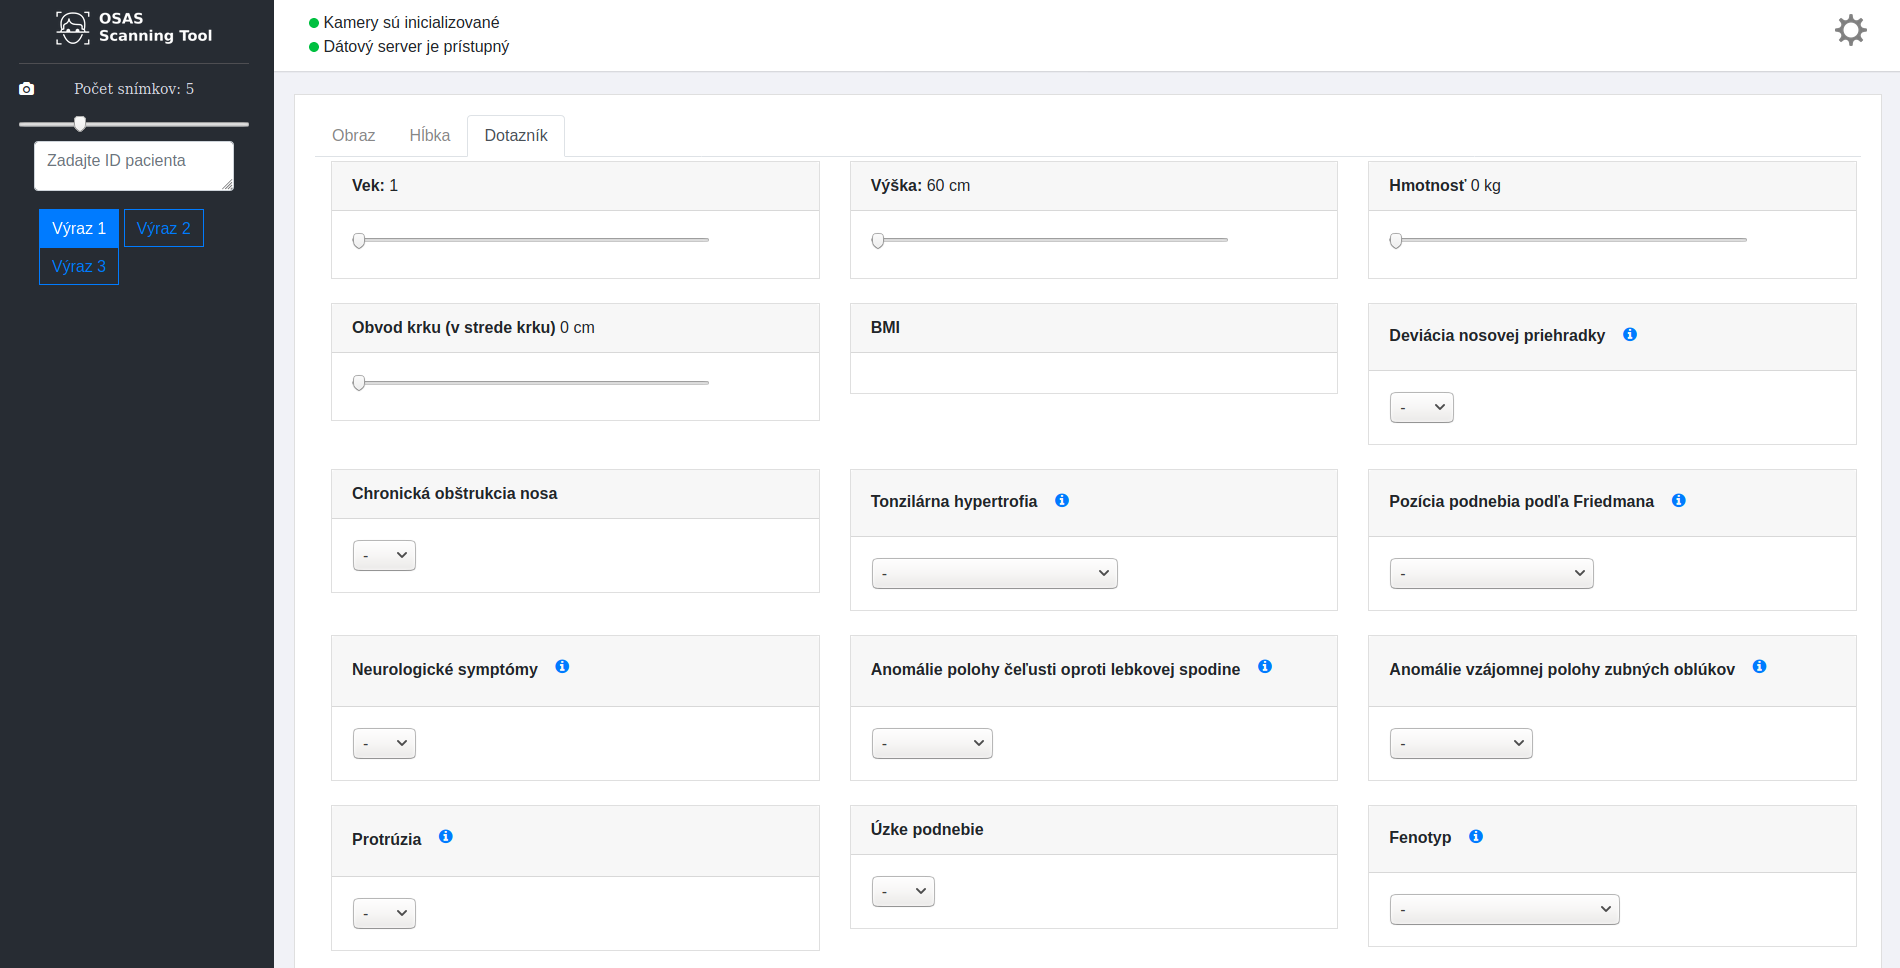 OSAS
Scanning Tool
Počet snímkov: 5
Zadajte ID pacienta
Výraz 1
Výraz 2
Výraz 3
Kamery sú inicializované
Dátový server je prístupný
Obraz
Hĺbka
Dotazník
Vek: 1
Výška: 60 cm
Hmotnosť 0 kg
Obvod krku (v strede krku) 0 cm
BMI
Deviácia nosovej priehradky
-
Chronická obštrukcia nosa
-
Tonzilárna hypertrofia
-
Pozícia podnebia podľa Friedmana
-
Neurologické symptómy
-
Anomálie polohy čeľusti oproti lebkovej spodine
-
Anomálie vzájomnej polohy zubných oblúkov
-
Protrúzia
-
Úzke podnebie
-
Fenotyp
-